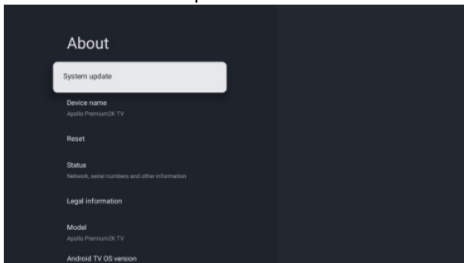 About
System update
Device name
Apollo Premium2K TV
Reset
Status
Network, serial numbers and other information
Legal information
Model
Apollo Premium2K TV
Android TV OS version